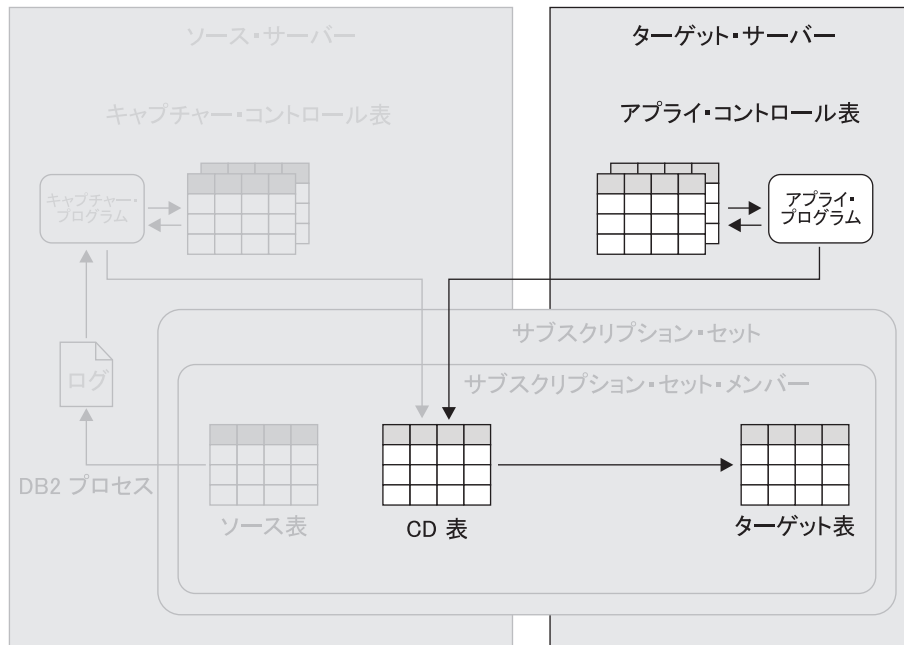 ソース・サーバー
ターゲット・サーバー
キャプチャー・コントロール表
アプライ・コントロール表
キャプチャー・
プログラム
アプライ・
プログラム
サブスクリプション・セット
サブスクリプション・セット・メンバー
ログ
DB2 プロセス
ソース表
CD 表
ターゲット表